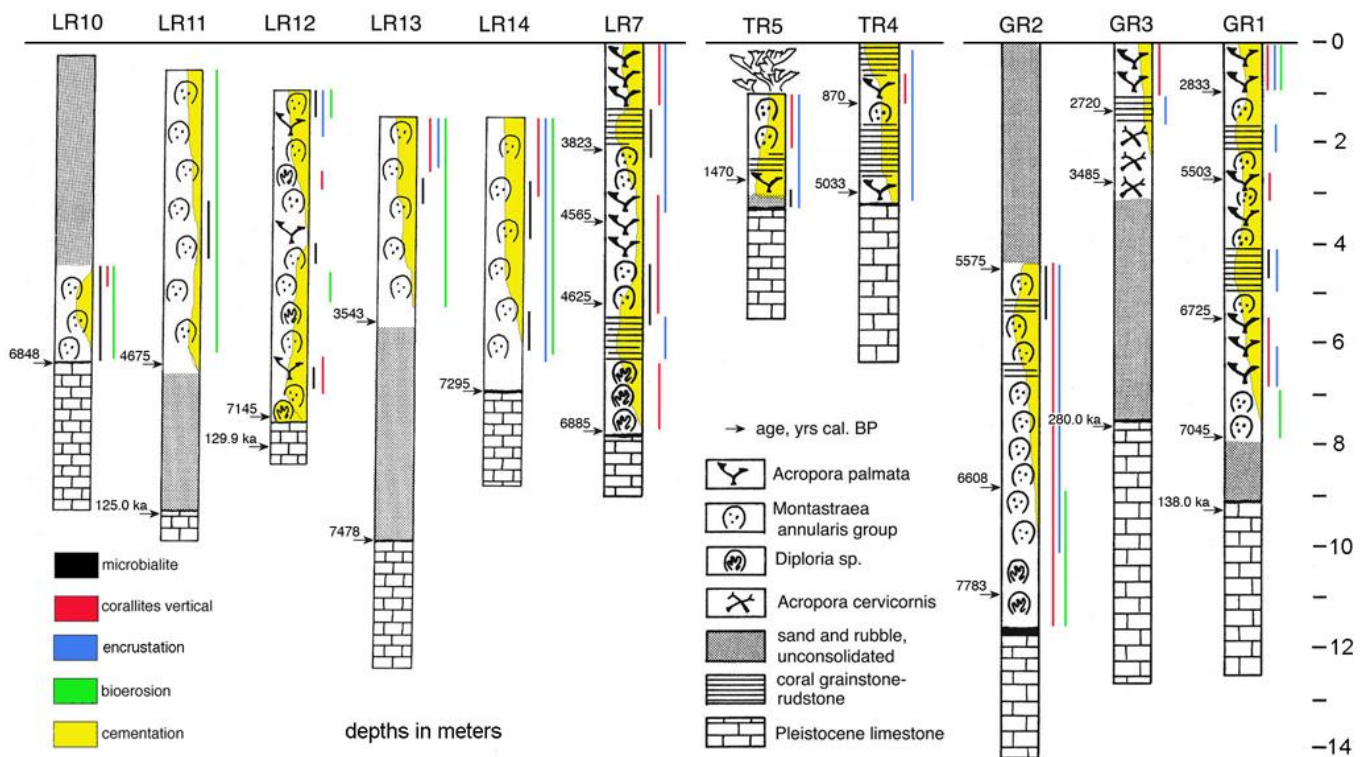 LR10 LR11 LR12 LR13 LR14 LR7 TR5 TR4 GR2 GR3 GR1
0
2833
870
2720
2
3823
1470
5503
3485
5033
4565
4
5575
4625
6725
3543
6
6848
4675
7295
7145
6885
280.0 ka
7045
129.9 ka
8
6608
125.0 ka
138.0 ka
7478
10
7783
12
14
age, yrs cal. BP
Acropora palmata
Montastraea
annularis group
Diploria sp.
Acropora cervicornis
sand and rubble,
unconsolidated
coral grainstone-
rudstone
Pleistocene limestone
microbialite
corallites vertical
encrustation
bioerosion
cementation
depths in meters